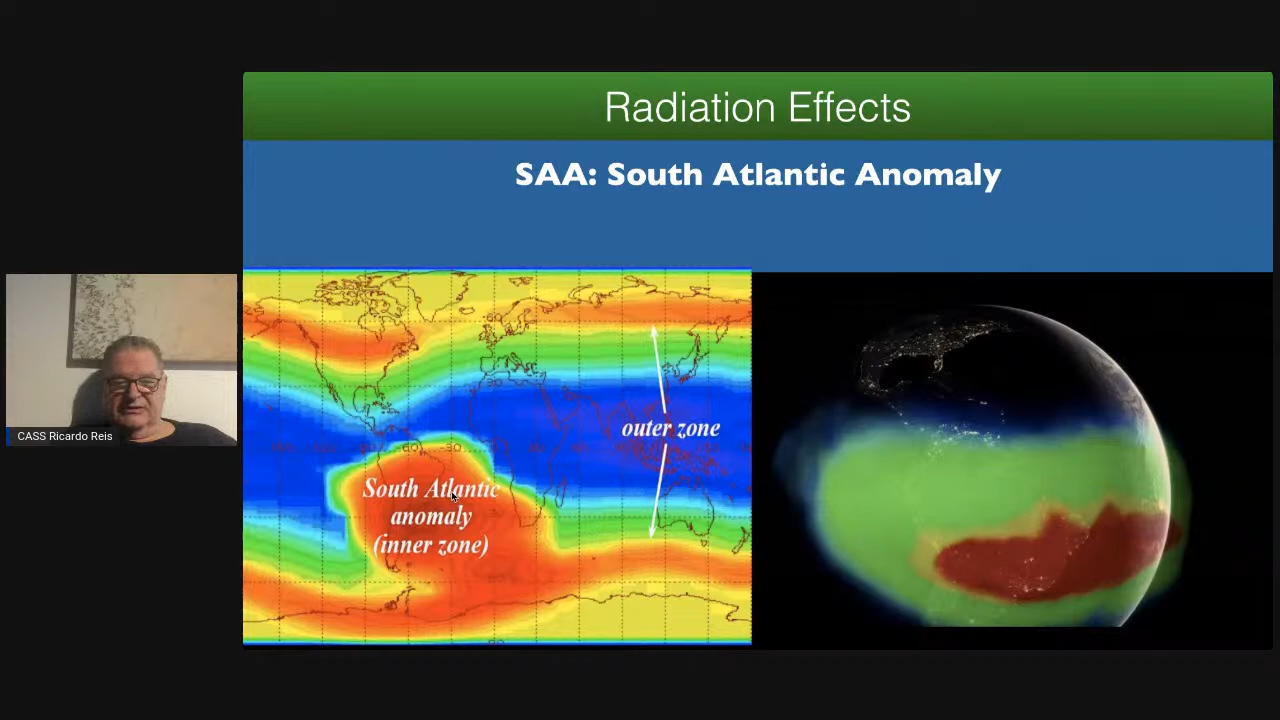 Radiation Effects
SAA: South Atlantic Anomaly
outer zone
South Atlantic
anomaly
(inner zone)
CASS Ricardo Reis